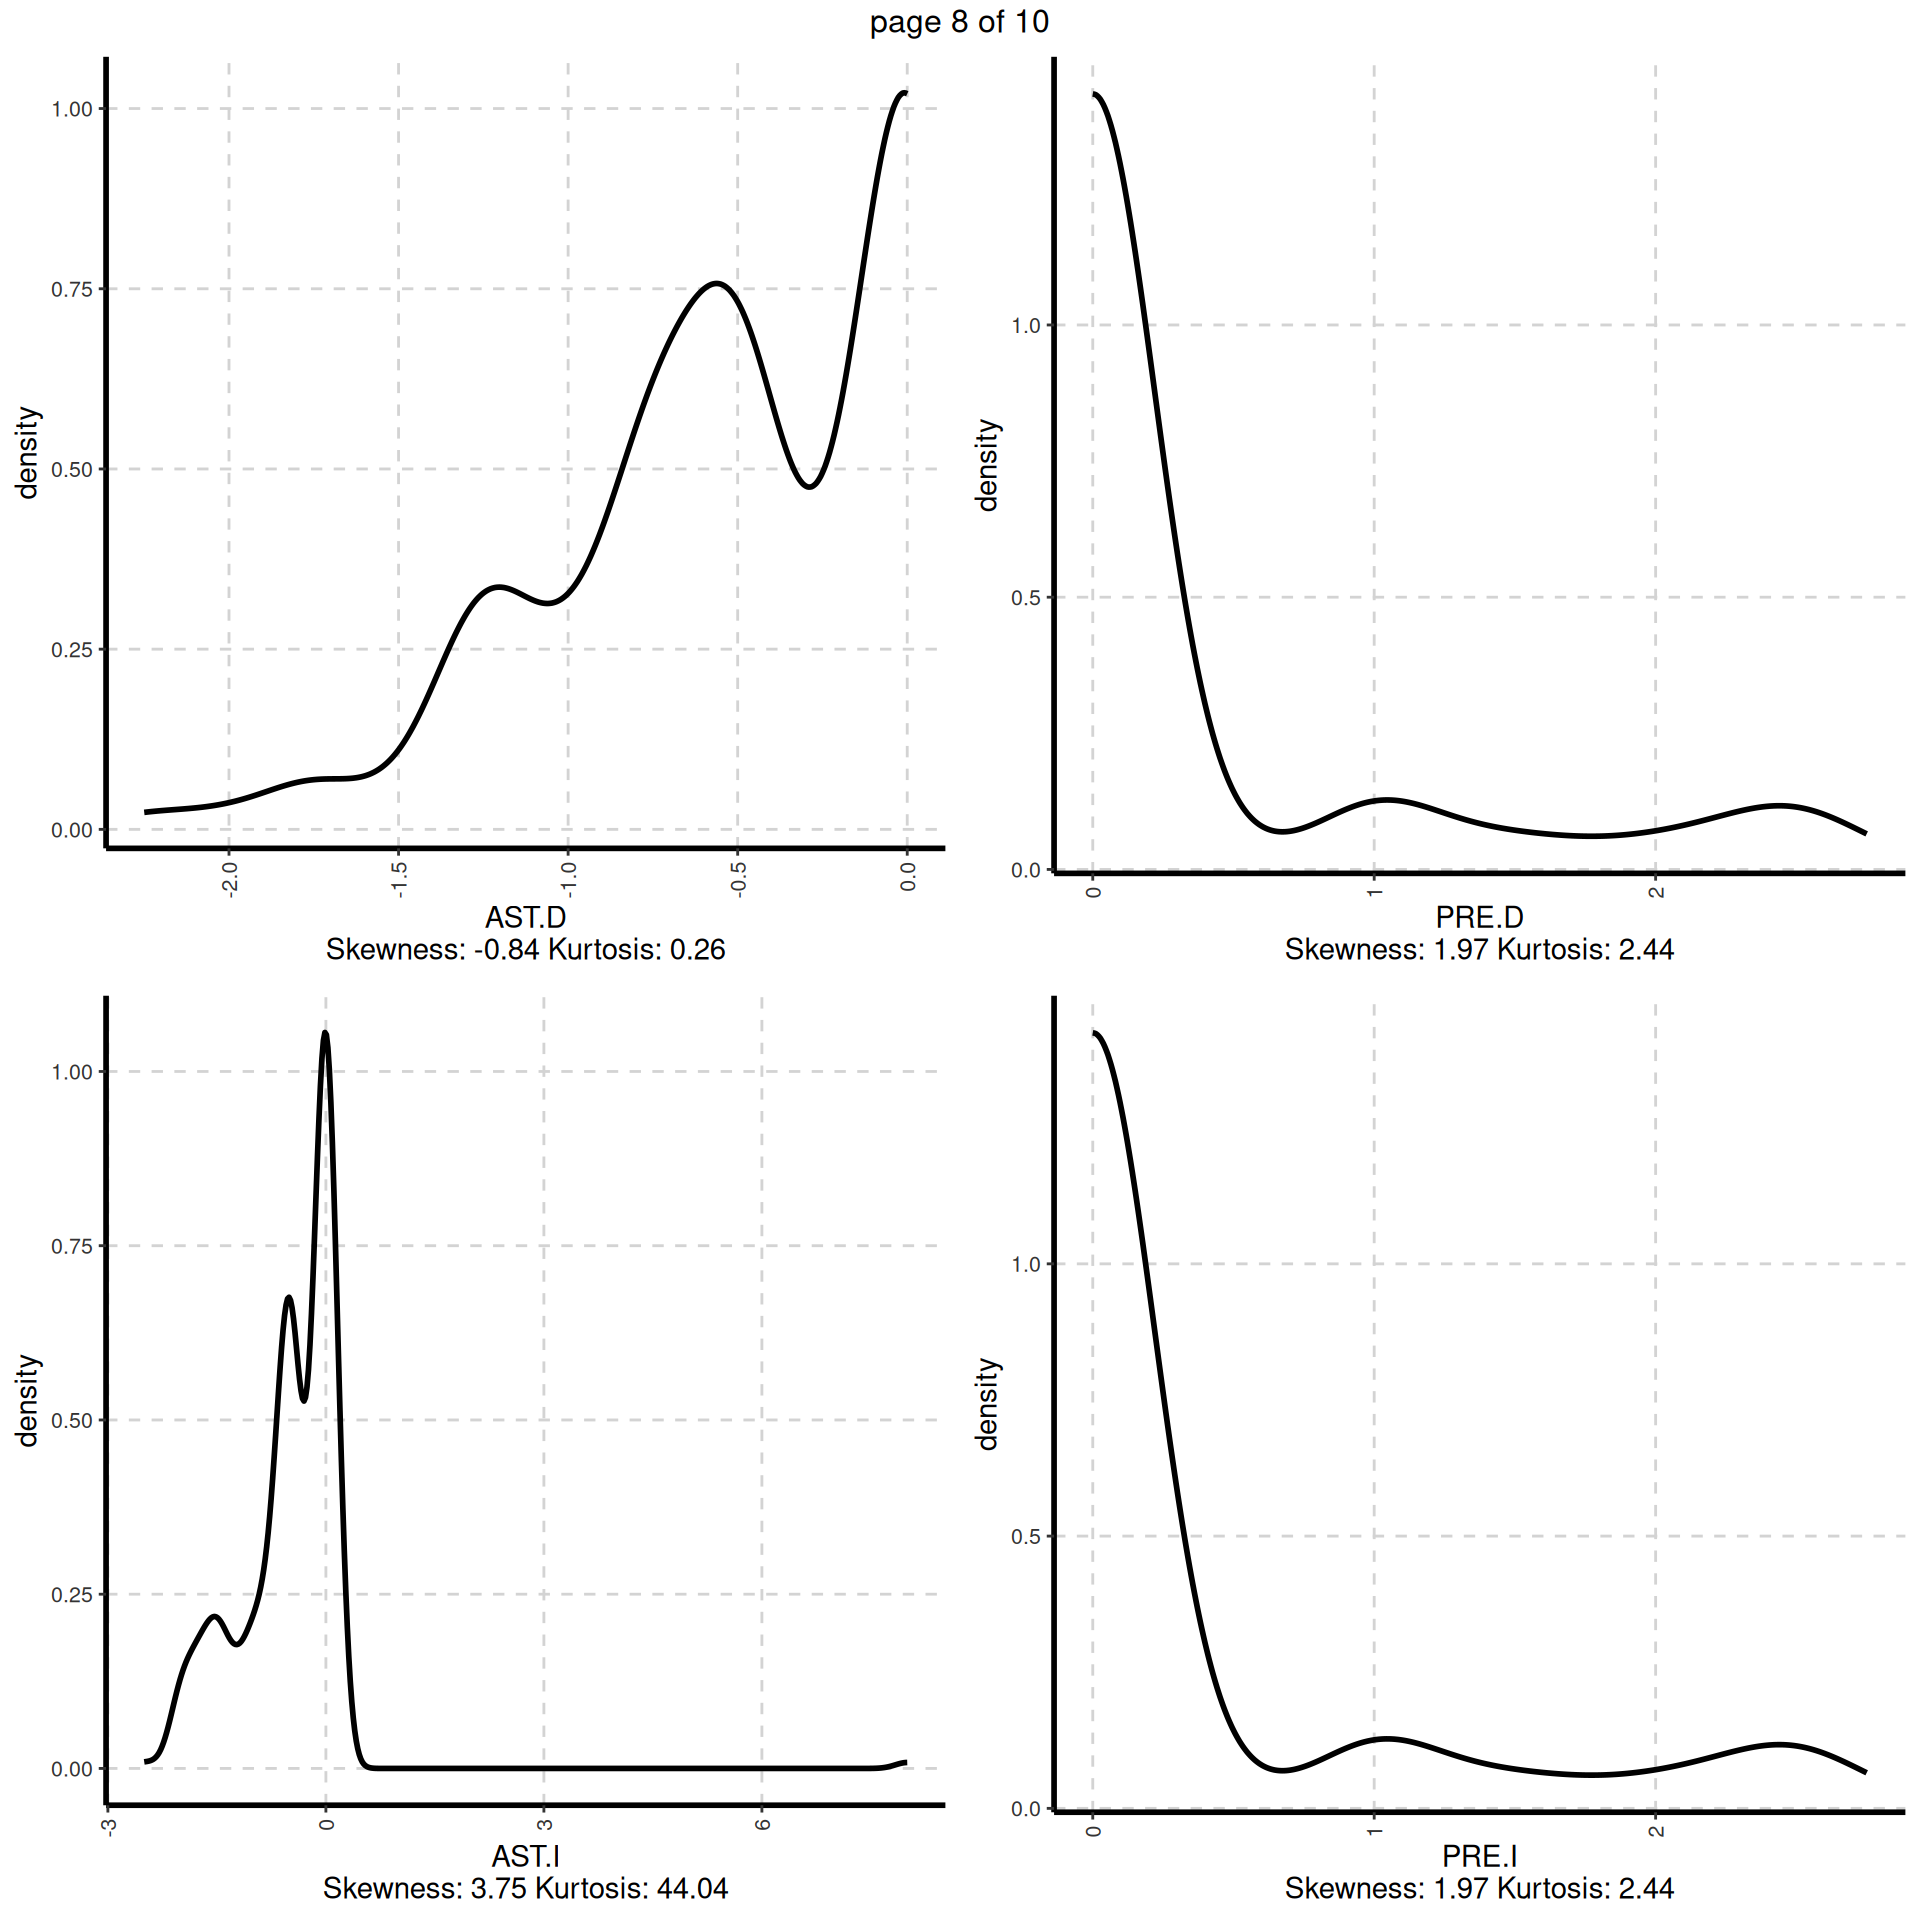 page 8 of 10
1.00
0.75
0.50
0.25
0.00
density
-2.0
-1.5
-1.0
-0.5
0.0
AST.D
Skewness: -0.84 Kurtosis: 0.26
1.0
0.5
0.0
density
0
1
2
PRE.D
Skewness: 1.97 Kurtosis: 2.44
1.00
0.75
0.50
0.25
0.00
density
-3
0
3
6
AST.I
Skewness: 3.75 Kurtosis: 44.04
1.0
0.5
0.0
density
0
1
2
PRE.I
Skewness: 1.97 Kurtosis: 2.44